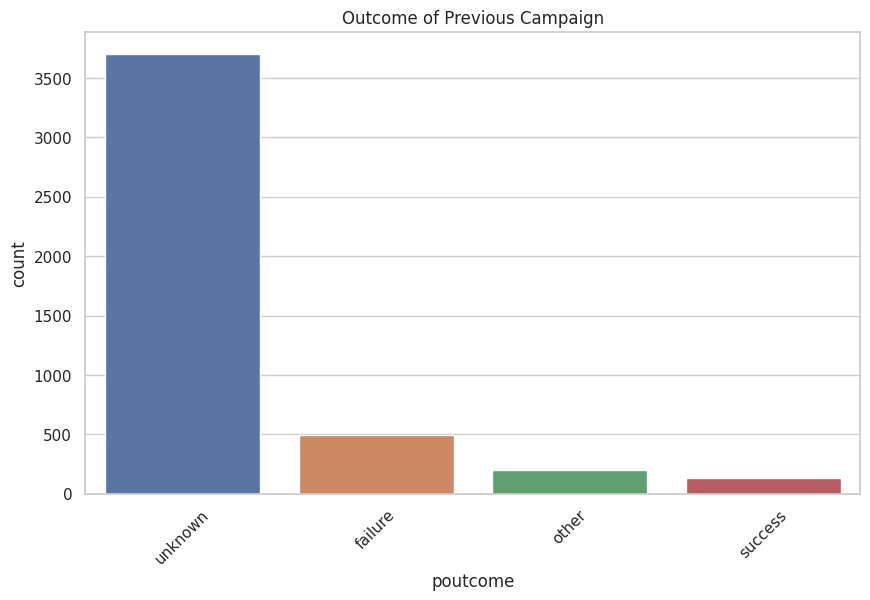 Outcome of Previous Campaign
count
3500
3000
2500
2000
1500
1000
500
0
unknown
failure
other
success
poutcome